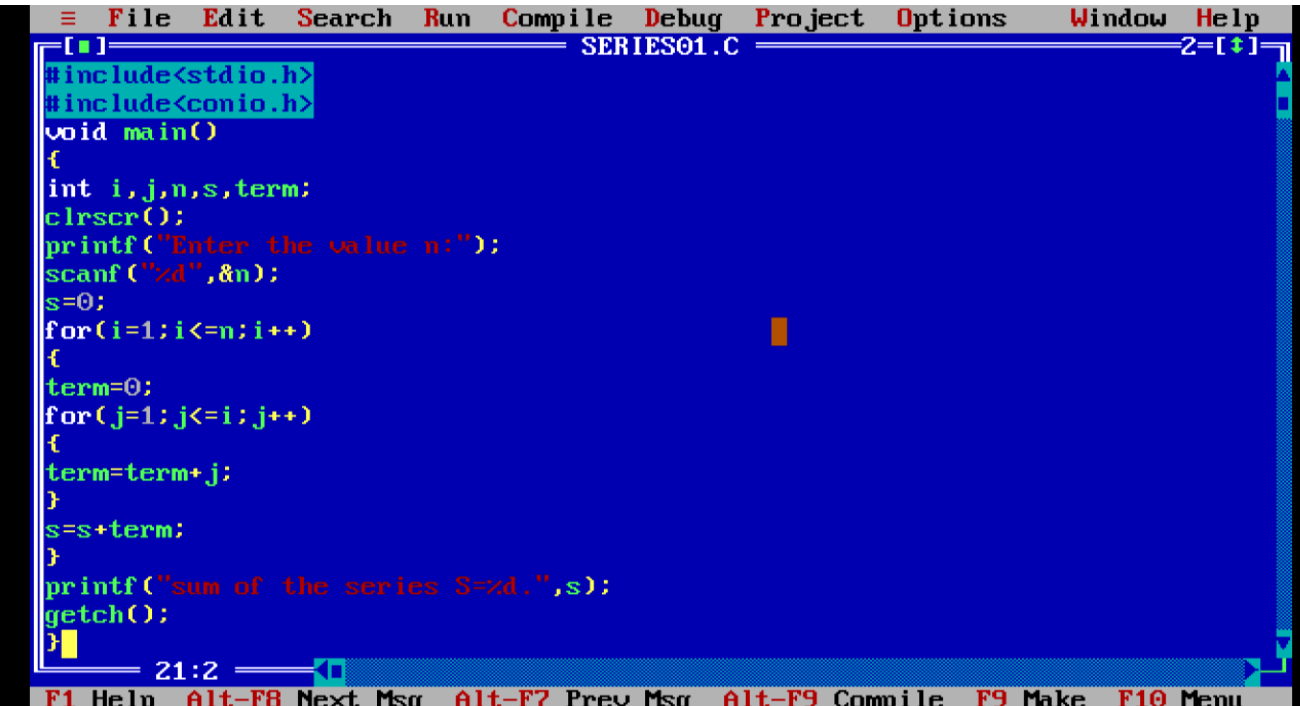 ≡ File Edit Search Run Compile Debug Project Options Window Help
[■] SERIES01.C 2=[↕]
#include<stdio.h>
#include<conio.h>
void main()
{
int i,j,n,s,term;
clrscr();
printf("Enter the value n:");
scanf("%d",&n);
s=0;
for(i=1;i<=n;i++)
{
term=0;
for(j=1;j<=i;j++)
{
term=term+j;
}
s=s+term;
}
printf("sum of the series S=%d.",s);
getch();
}
21:2
F1 Help Alt-F8 Next Msg Alt-F7 Prev Msg Alt-F9 Compile F9 Make F10 Menu